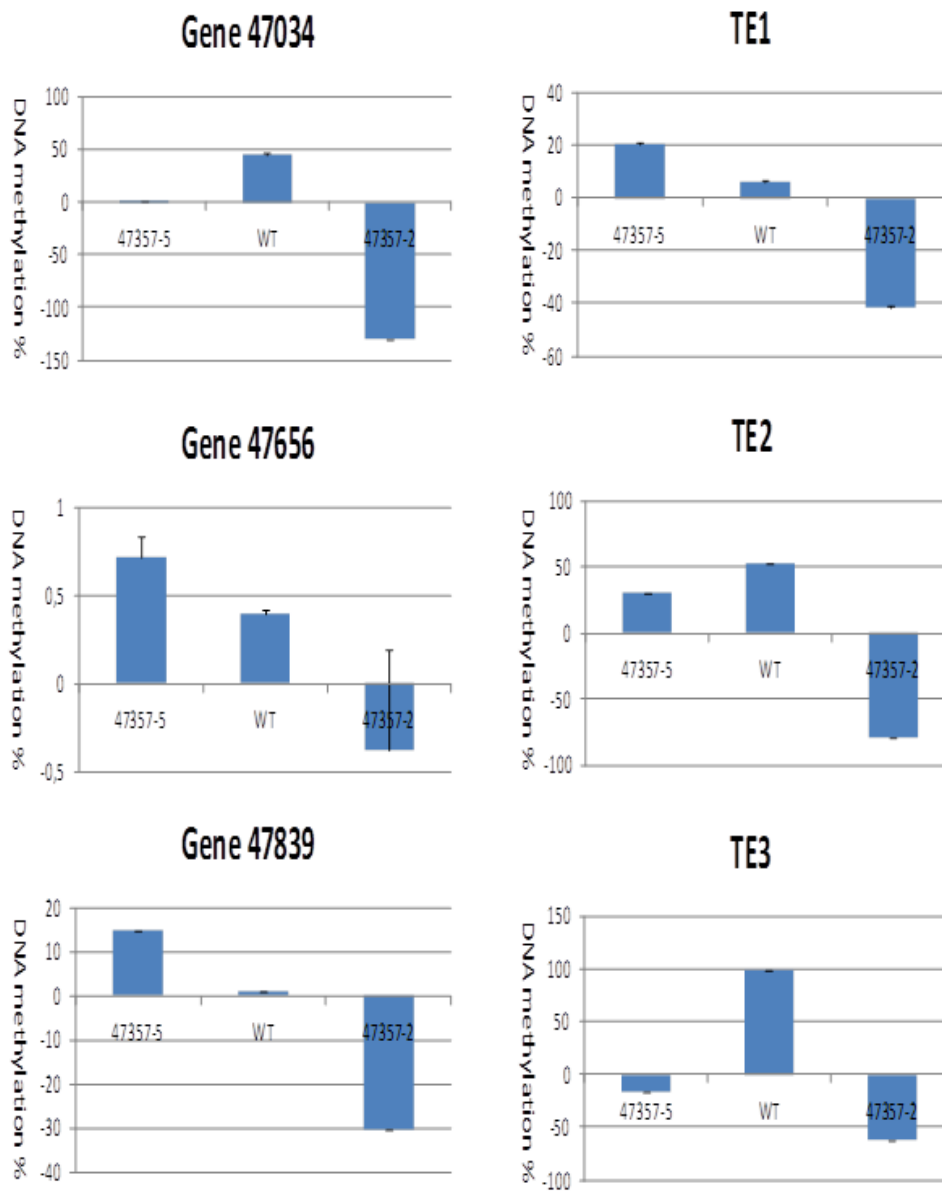 Gene 47034
DNA methylation %
100
50
0
-50
-100
-150
47357-5
WT
47357-2
TE1
DNA methylation %
40
20
0
-20
-40
-60
47357-5
WT
47357-2
Gene 47656
DNA methylation %
1
0,5
0
-0,5
47357-5
WT
47357-2
TE2
DNA methylation %
100
50
0
-50
-100
47357-5
WT
47357-2
Gene 47839
DNA methylation %
20
10
0
-10
-20
-30
-40
47357-5
WT
47357-2
TE3
DNA methylation %
150
100
50
0
-50
-100
47357-5
WT
47357-2